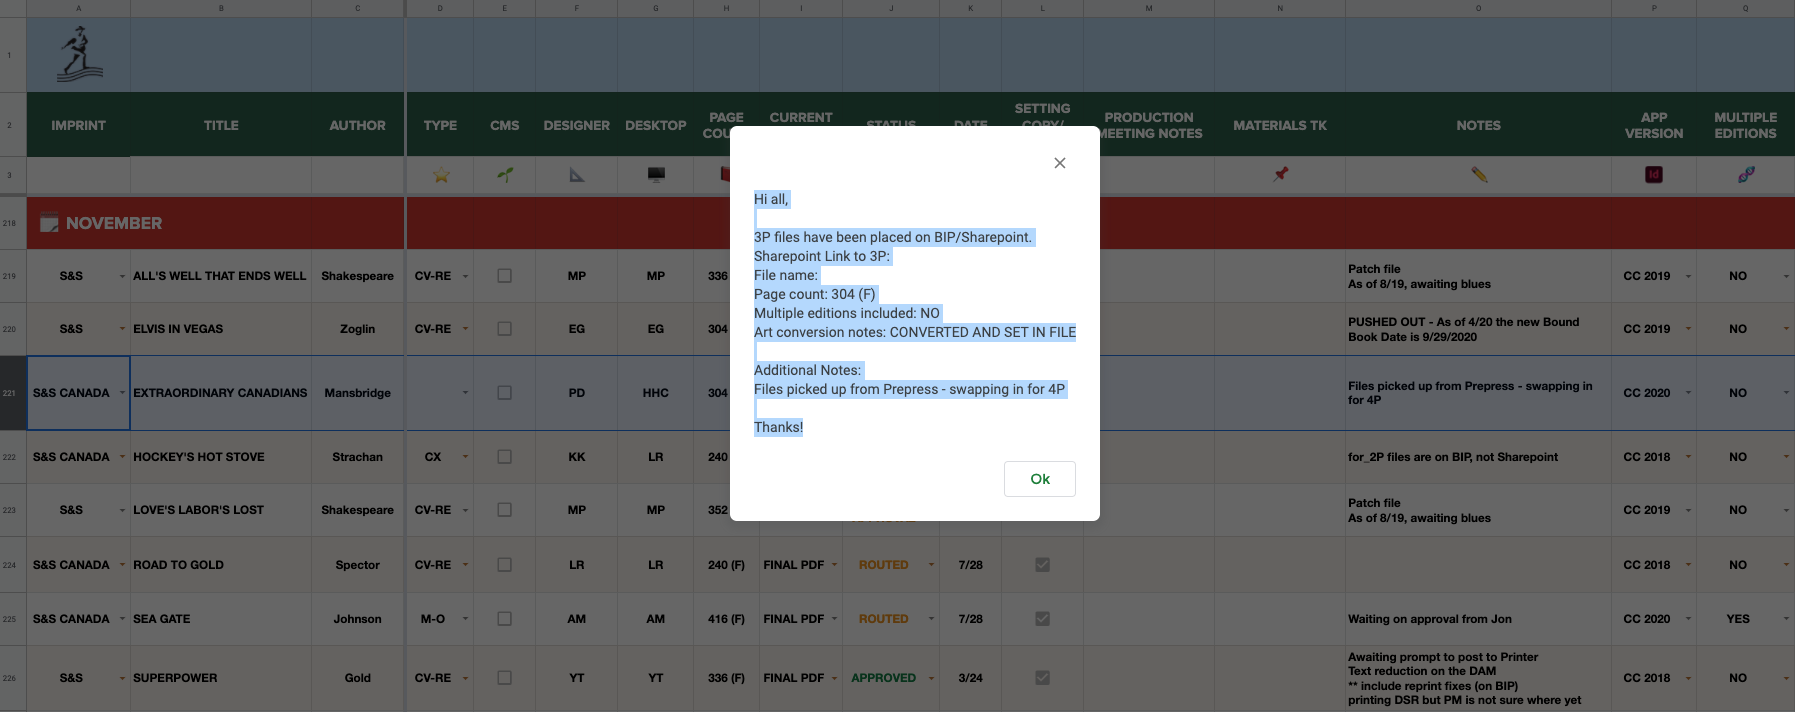 A B C D E F G H I J K L M N O P Q
1
2 IMPRINT TITLE AUTHOR TYPE CMS DESIGNER DESKTOP PAGE CURRENT STATUS DATE SETTING COPY/ PRODUCTION MEETING NOTES MATERIALS TK NOTES APP VERSION MULTIPLE EDITIONS
3 Id
218 NOVEMBER
219 S&S ALL'S WELL THAT ENDS WELL Shakespeare CV-RE MP MP 336 Patch file
As of 8/19, awaiting blues CC 2019 NO
220 S&S ELVIS IN VEGAS Zoglin CV-RE EG EG 304 PUSHED OUT - As of 4/20 the new Bound
Book Date is 9/29/2020 CC 2019 NO
221 S&S CANADA EXTRAORDINARY CANADIANS Mansbridge PD HHC 304 Files picked up from Prepress - swapping in
for 4P CC 2020 NO
222 S&S CANADA HOCKEY'S HOT STOVE Strachan CX KK LR 240 for_2P files are on BIP, not Sharepoint CC 2018 NO
223 S&S LOVE'S LABOR'S LOST Shakespeare CV-RE MP MP 352 Patch file
As of 8/19, awaiting blues CC 2019 NO
224 S&S CANADA ROAD TO GOLD Spector CV-RE LR LR 240 (F) FINAL PDF ROUTED 7/28 CC 2018 NO
225 S&S CANADA SEA GATE Johnson M-O AM AM 416 (F) FINAL PDF ROUTED 7/28 Waiting on approval from Jon CC 2020 YES
226 S&S SUPERPOWER Gold CV-RE YT YT 336 (F) FINAL PDF APPROVED 3/24 Awaiting prompt to post to Printer
Text reduction on the DAM
** include reprint fixes (on BIP)
printing DSR but PM is not sure where yet CC 2018 NO
Hi all,
3P files have been placed on BIP/Sharepoint.
Sharepoint Link to 3P:
File name:
Page count: 304 (F)
Multiple editions included: NO
Art conversion notes: CONVERTED AND SET IN FILE
Additional Notes:
Files picked up from Prepress - swapping in for 4P
Thanks!
Ok